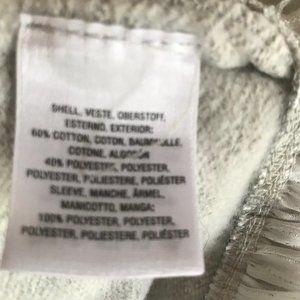 SHELL, VESTE, OBERSTOFF,
ESTERNO, EXTERIOR:
60% COTTON, COTON, BAUMWOLLE,
COTONE, ALGODÓN
40% POLYESTER, POLYESTER,
POLYESTER, POLIESTERE, POLIÉSTER
SLEEVE, MANCHE, ÄRMEL,
MANICOTTO, MANGA:
100% POLYESTER, POLYESTER,
POLYESTER, POLIESTERE, POLIÉSTER